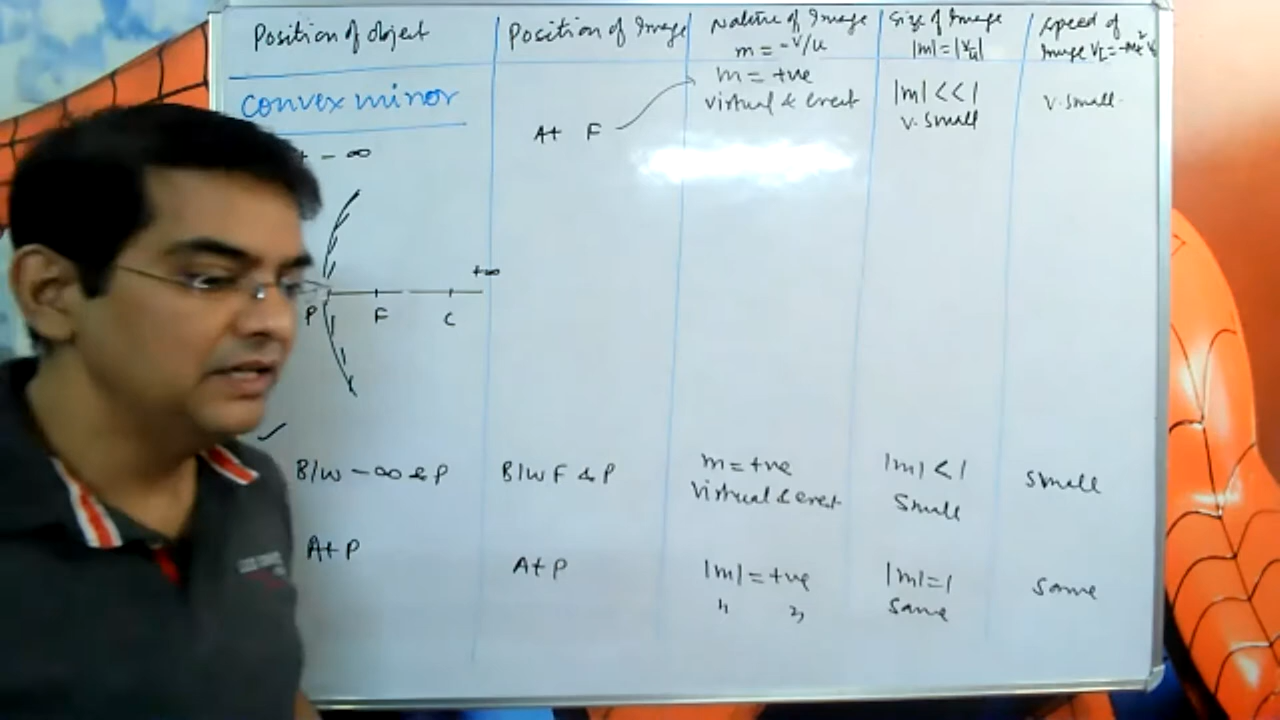 Position of object
Position of Image
Nature of Image
m = -v/u
Size of Image
|m| = |v/u|
Speed of
Image
convex mirror
m = +ve
virtual & erect
|m| << 1
v. small
v. small
At F
- ∞
+∞
P F C
B/w - ∞ & P
B/w F & P
m = +ve
Virtual & erect
|m| < 1
Small
small
At P
At P
|m| = +ve
" "
|m| = 1
same
same